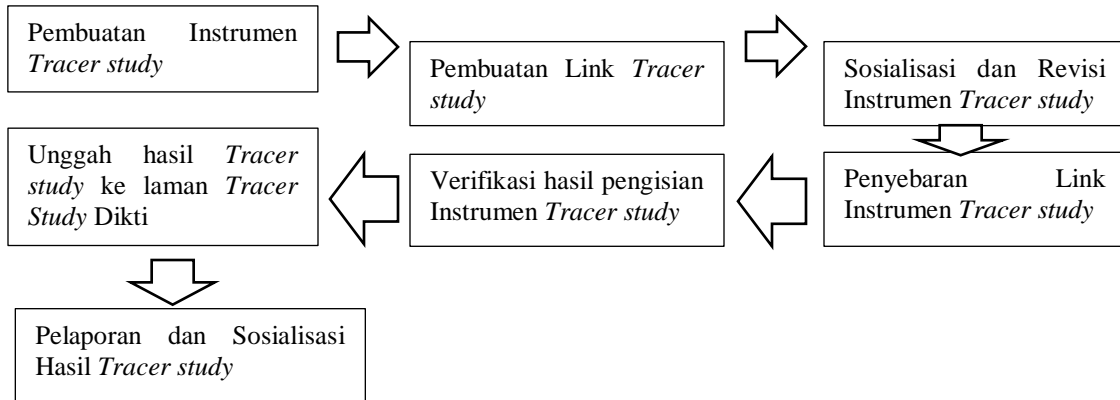 Pembuatan Instrumen
Tracer study
Pembuatan Link Tracer
study
Sosialisasi dan Revisi
Instrumen Tracer study
Penyebaran Link
Instrumen Tracer study
Verifikasi hasil pengisian
Instrumen Tracer study
Unggah hasil Tracer
study ke laman Tracer
Study Dikti
Pelaporan dan Sosialisasi
Hasil Tracer study